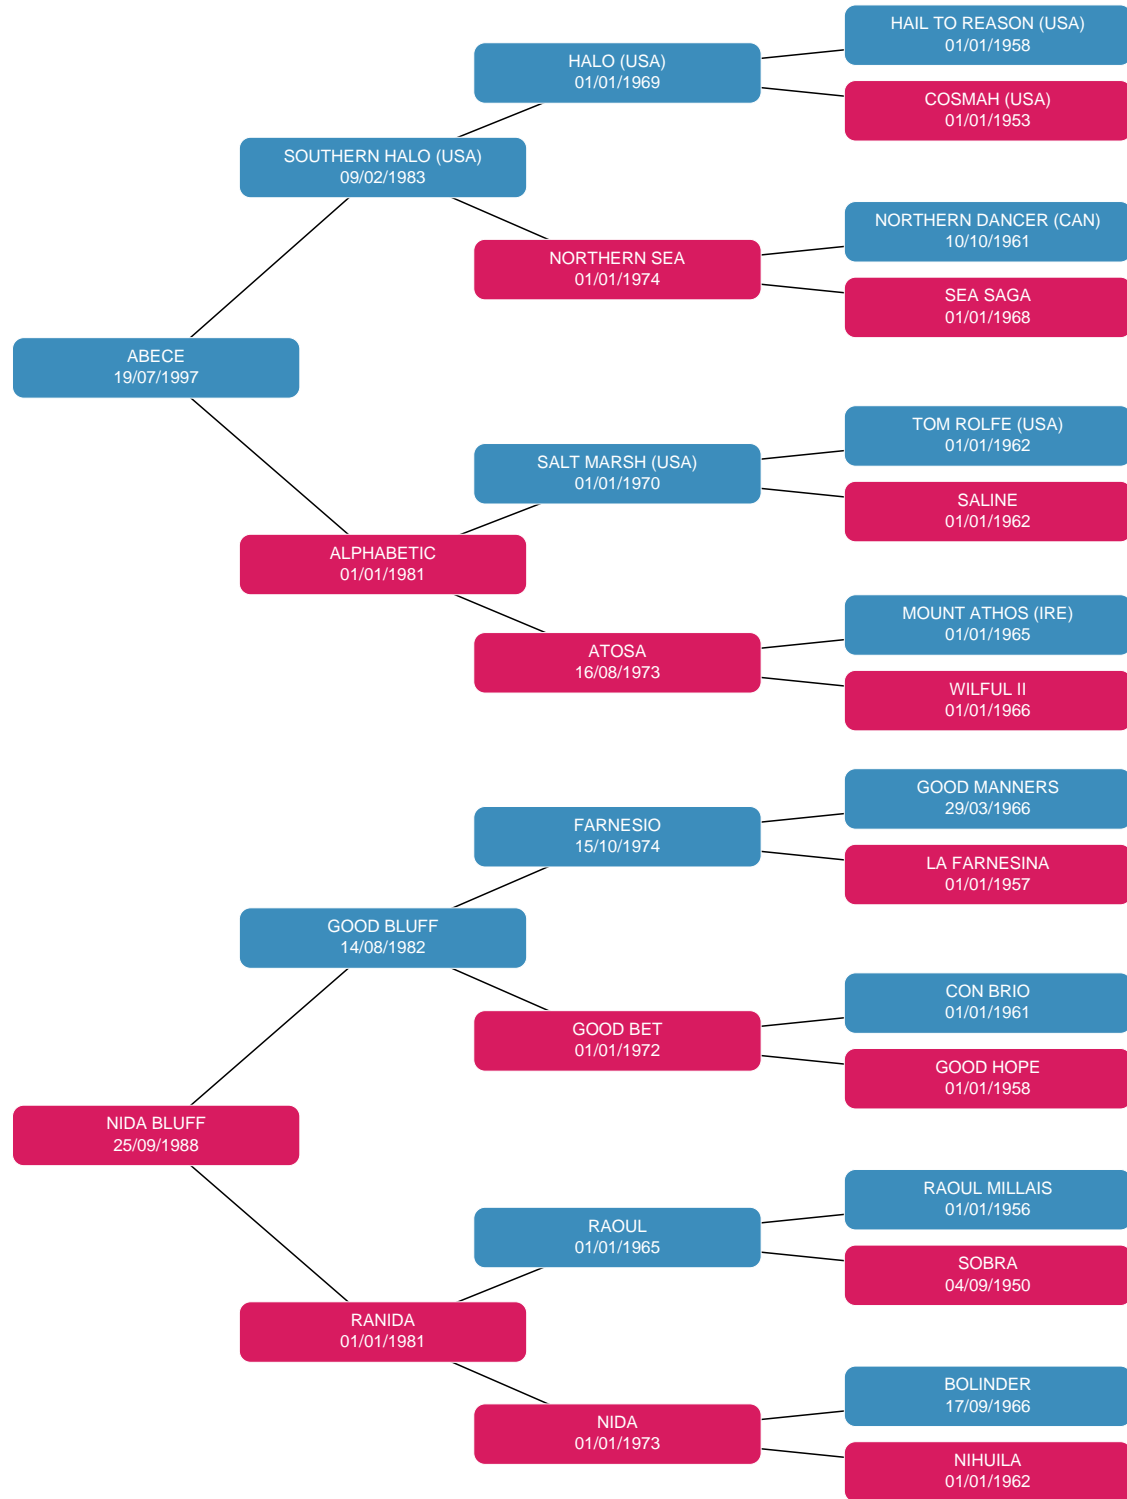 HAIL TO REASON (USA)
01/01/1958
HALO (USA)
01/01/1969
COSMAH (USA)
01/01/1953
SOUTHERN HALO (USA)
09/02/1983
NORTHERN DANCER (CAN)
10/10/1961
NORTHERN SEA
01/01/1974
SEA SAGA
01/01/1968
ABECE
19/07/1997
TOM ROLFE (USA)
01/01/1962
SALT MARSH (USA)
01/01/1970
SALINE
01/01/1962
ALPHABETIC
01/01/1981
MOUNT ATHOS (IRE)
01/01/1965
ATOSA
16/08/1973
WILFUL II
01/01/1966
GOOD MANNERS
29/03/1966
FARNESIO
15/10/1974
LA FARNESINA
01/01/1957
GOOD BLUFF
14/08/1982
CON BRIO
01/01/1961
GOOD BET
01/01/1972
GOOD HOPE
01/01/1958
NIDA BLUFF
25/09/1988
RAOUL MILLAIS
01/01/1956
RAOUL
01/01/1965
SOBRA
04/09/1950
RANIDA
01/01/1981
BOLINDER
17/09/1966
NIDA
01/01/1973
NIHUILA
01/01/1962